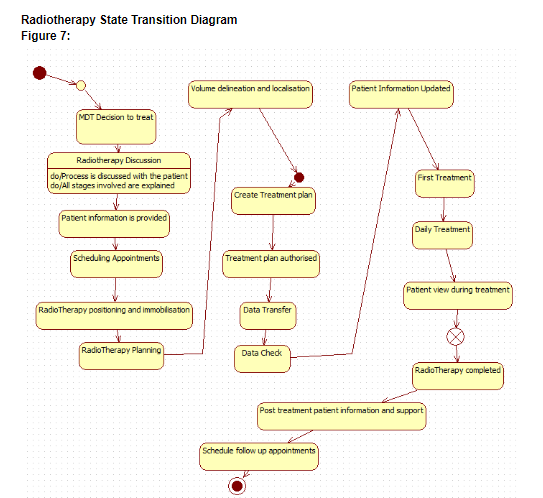 Radiotherapy State Transition Diagram
Figure 7:
MDT Decision to treat
Radiotherapy Discussion
do/Process is discussed with the patient
do/All stages involved are explained
Patient information is provided
Scheduling Appointments
RadioTherapy positioning and immobilisation
RadioTherapy Planning
Volume delineation and localisation
Create Treatment plan
Treatment plan authorised
Data Transfer
Data Check
Patient Information Updated
First Treatment
Daily Treatment
Patient view during treatment
RadioTherapy completed
Post treatment patient information and support
Schedule follow up appointments